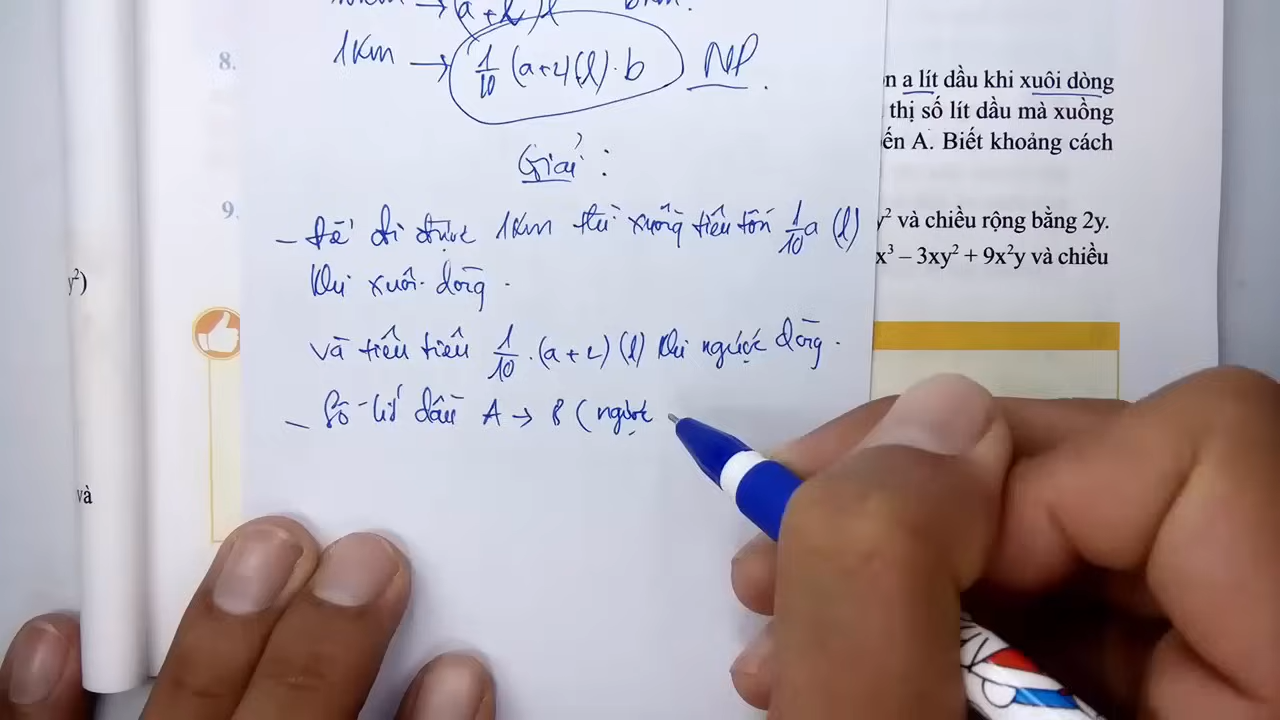 8.
1Km → 1/10 (a+2)(l).b NP.
n a lít dầu khi xuôi dòng
thị số lít dầu mà xuồng
ến A. Biết khoảng cách
Giải:
9.
y² và chiều rộng bằng 2y.
x³ – 3xy² + 9x²y và chiều
y²)
và
- Để đi được 1Km thì xuồng tiêu tốn 1/10 a (l)
khi xuôi dòng.
và tiêu tiêu 1/10 .(a+2)(l) khi ngược dòng.
- Số lít dầu A → B (ngược